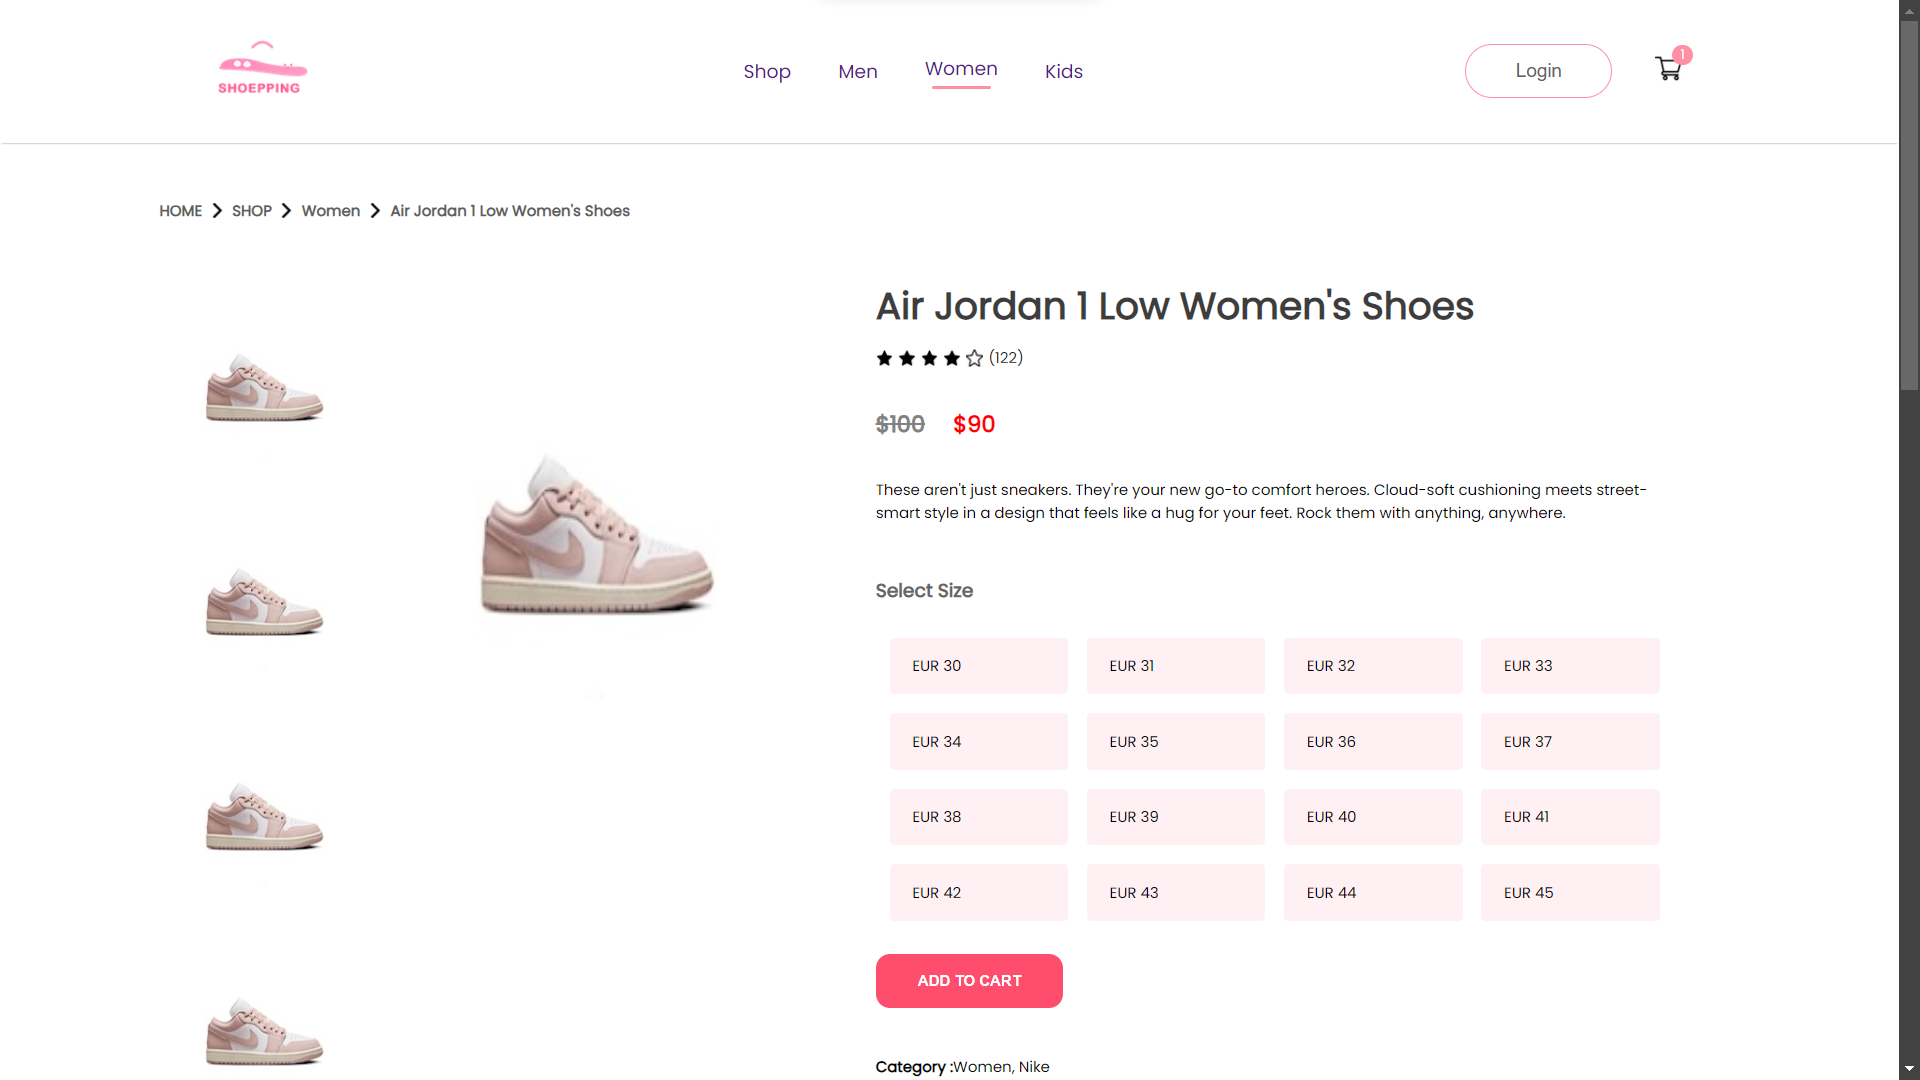 SHOEPPING
Shop
Men
Women
Kids
Login
1
HOME
SHOP
Women
Air Jordan 1 Low Women's Shoes
Air Jordan 1 Low Women's Shoes
(122)
$100
$90
These aren't just sneakers. They're your new go-to comfort heroes. Cloud-soft cushioning meets street-
smart style in a design that feels like a hug for your feet. Rock them with anything, anywhere.
Select Size
EUR 30
EUR 31
EUR 32
EUR 33
EUR 34
EUR 35
EUR 36
EUR 37
EUR 38
EUR 39
EUR 40
EUR 41
EUR 42
EUR 43
EUR 44
EUR 45
ADD TO CART
Category :Women, Nike